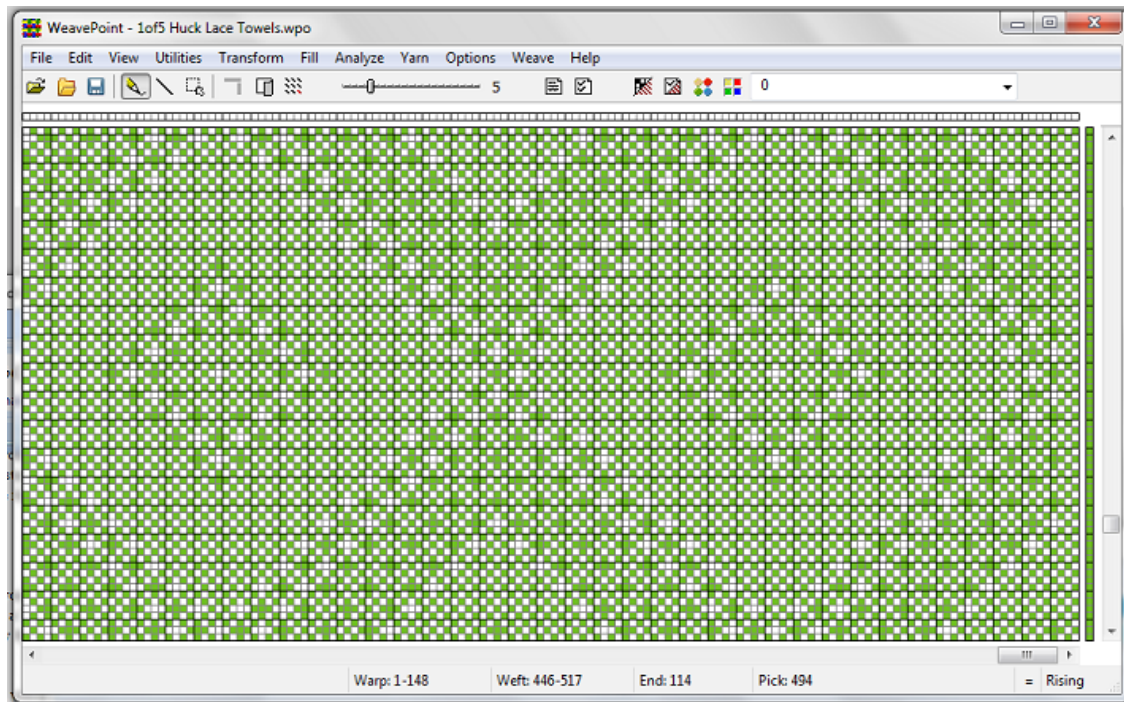 WeavePoint - 1of5 Huck Lace Towels.wpo
File Edit View Utilities Transform Fill Analyze Yarn Options Weave Help
5 0
Warp: 1-148 Weft: 446-517 End: 114 Pick: 494 = Rising